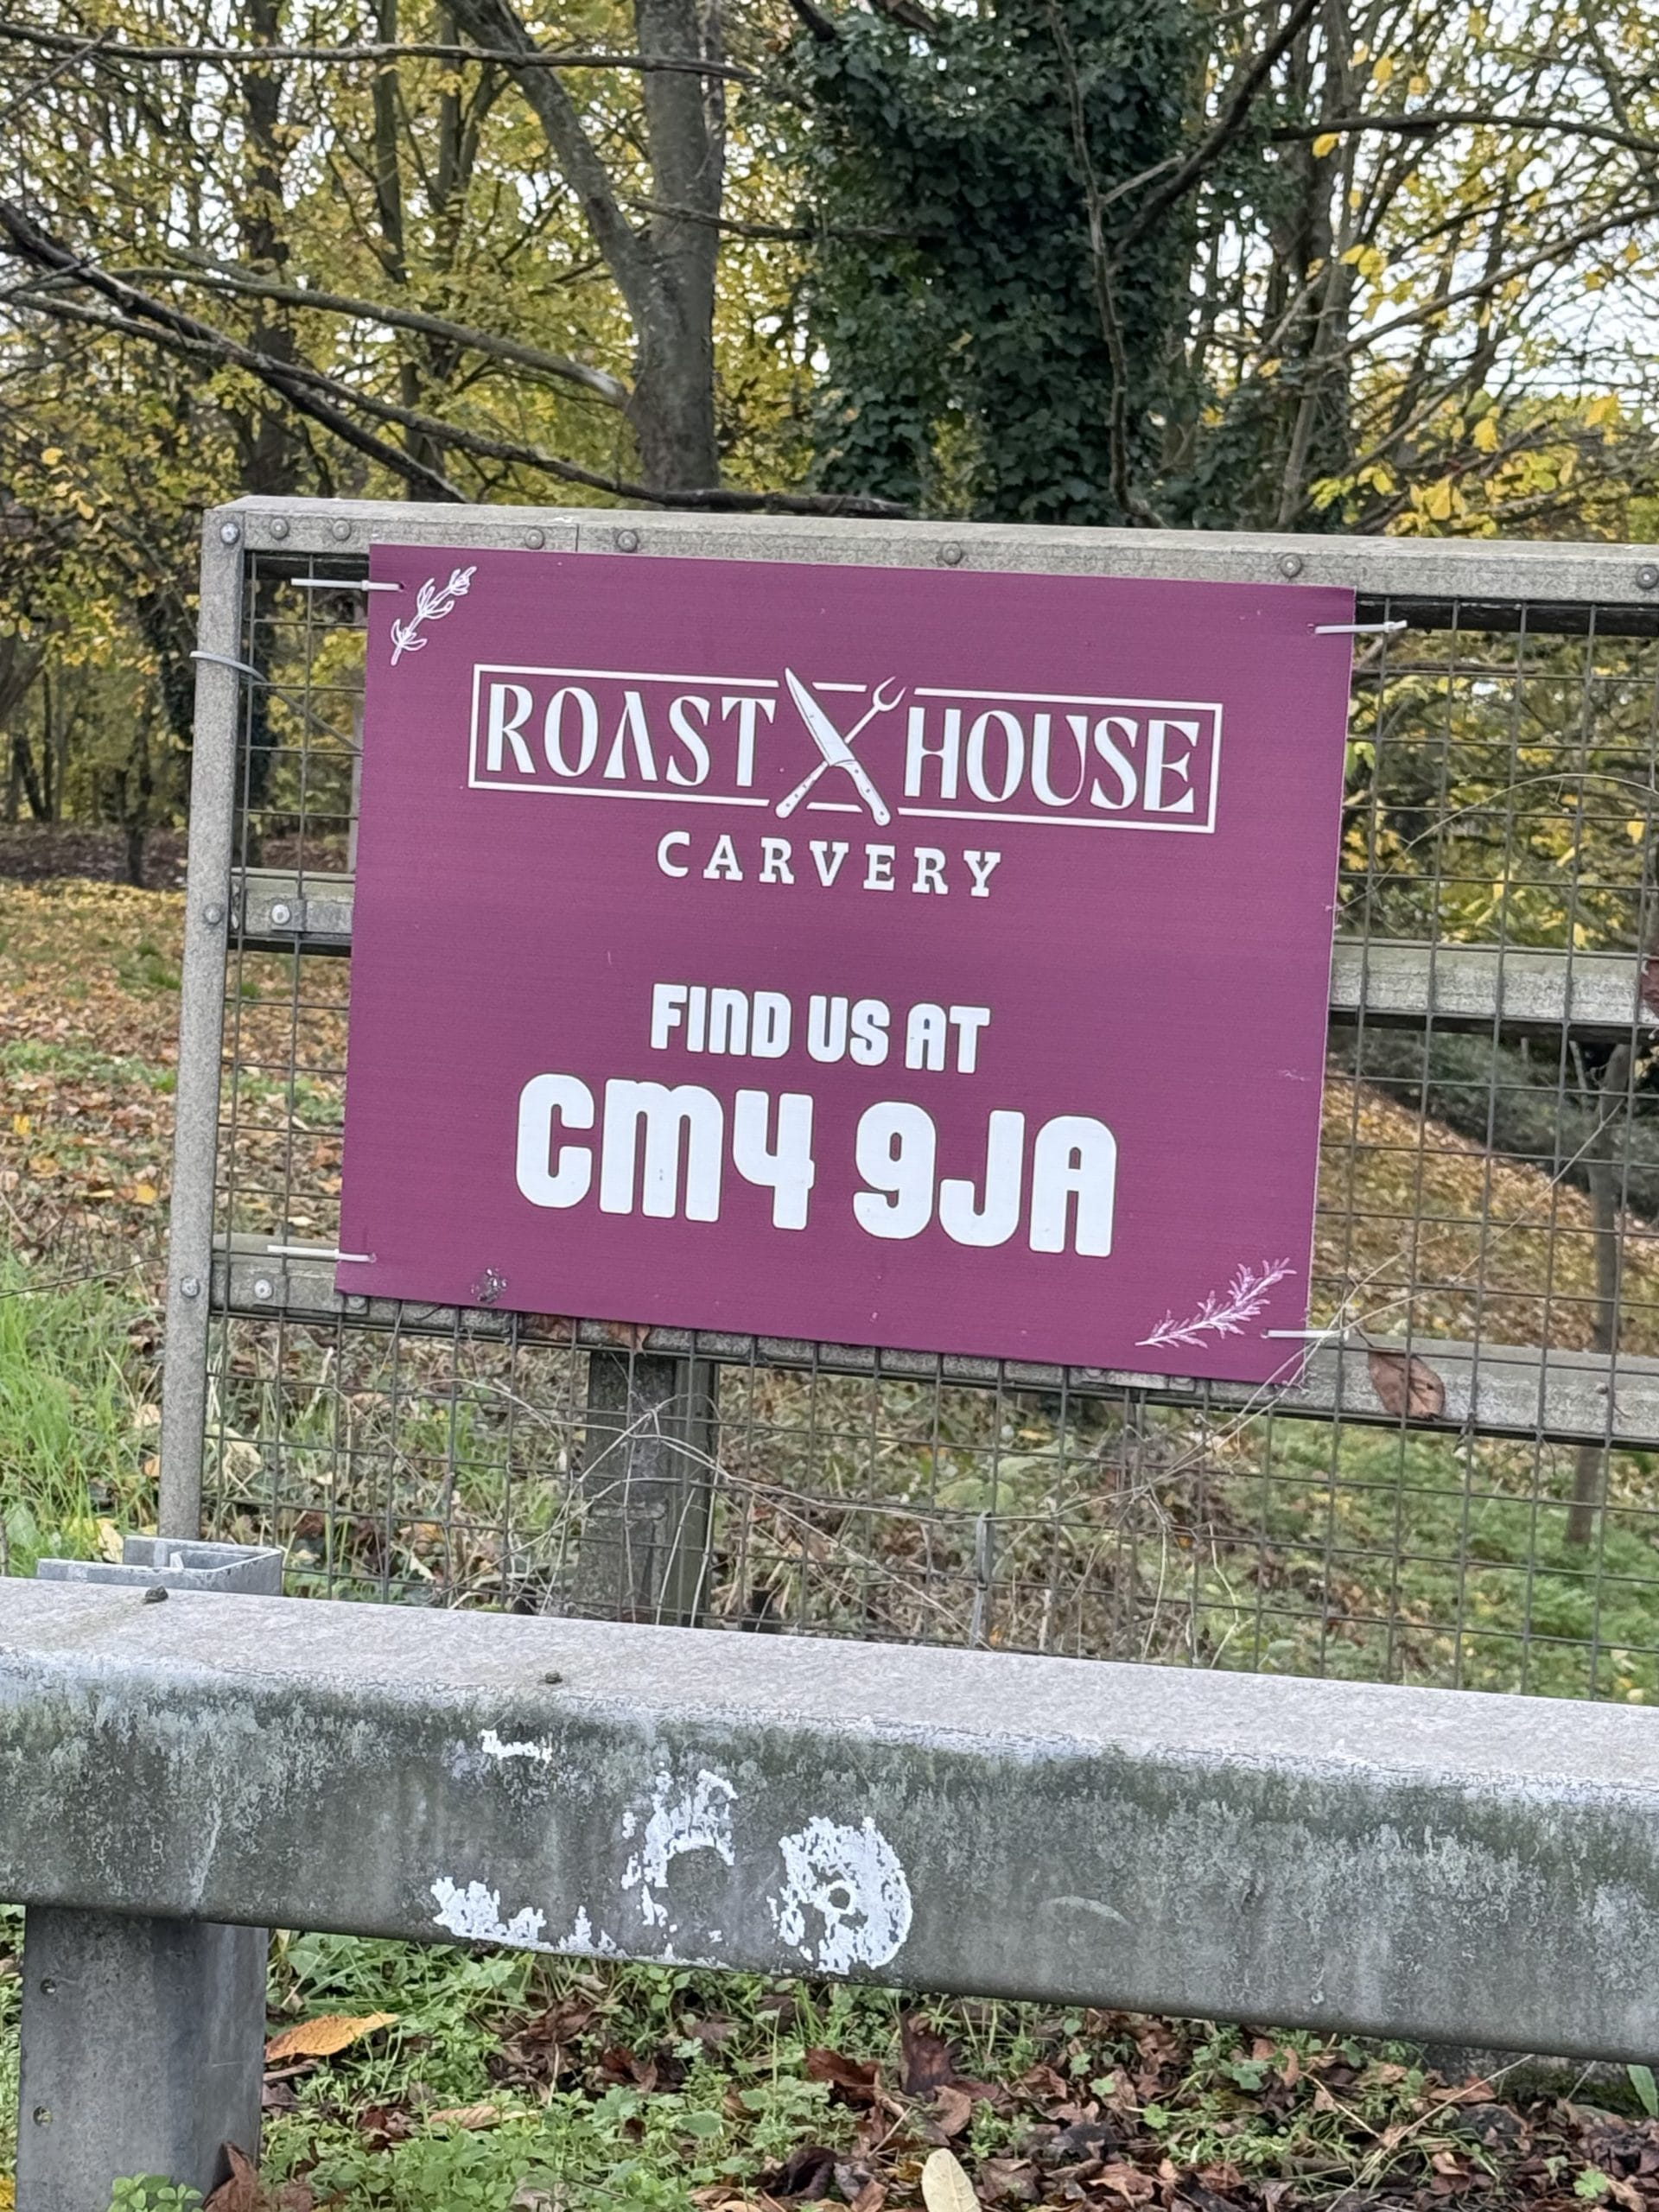 ROAST HOUSE
CARVERY
FIND US AT
CM4 9JA